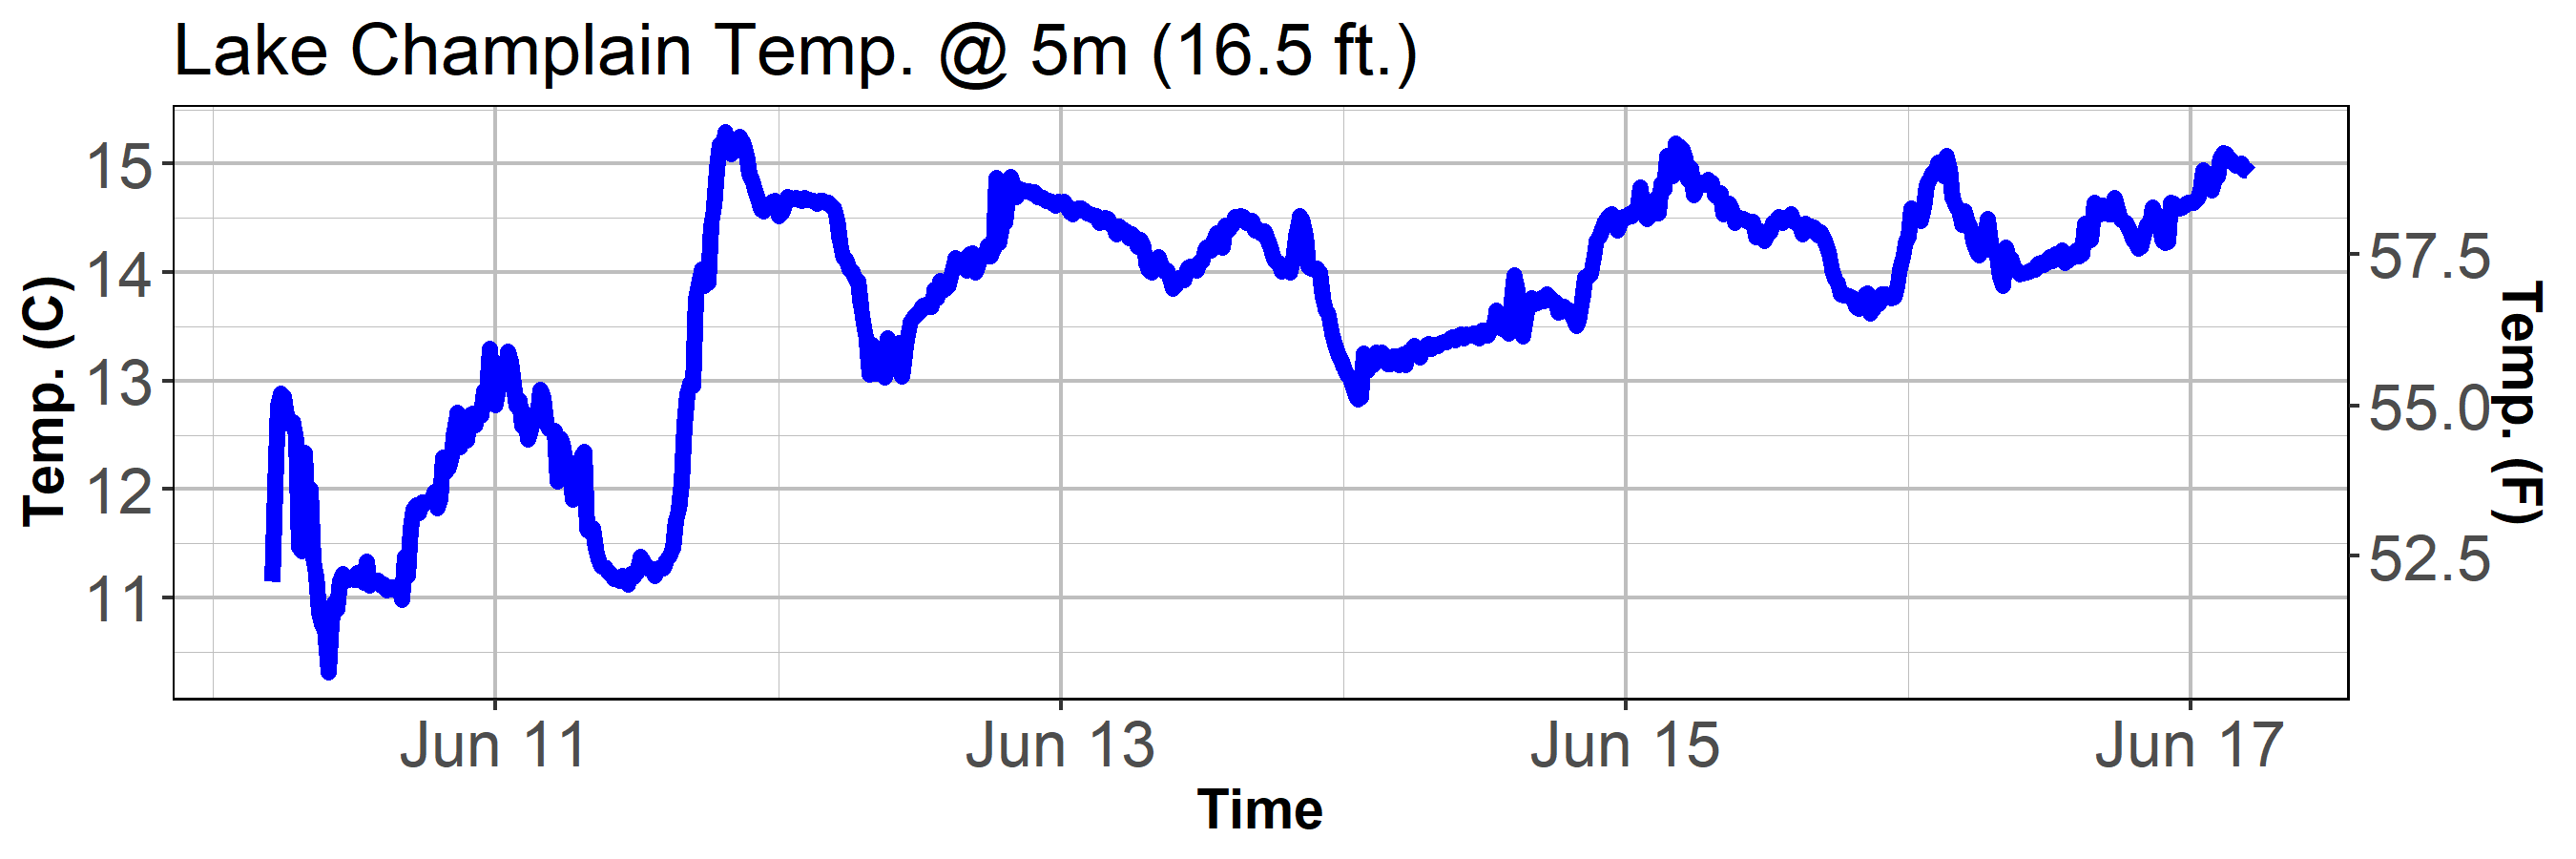 Lake Champlain Temp. @ 5m (16.5 ft.)
Temp. (C)
15
14
13
12
11
57.5
55.0
52.5
Temp. (F)
Jun 11
Jun 13
Jun 15
Jun 17
Time